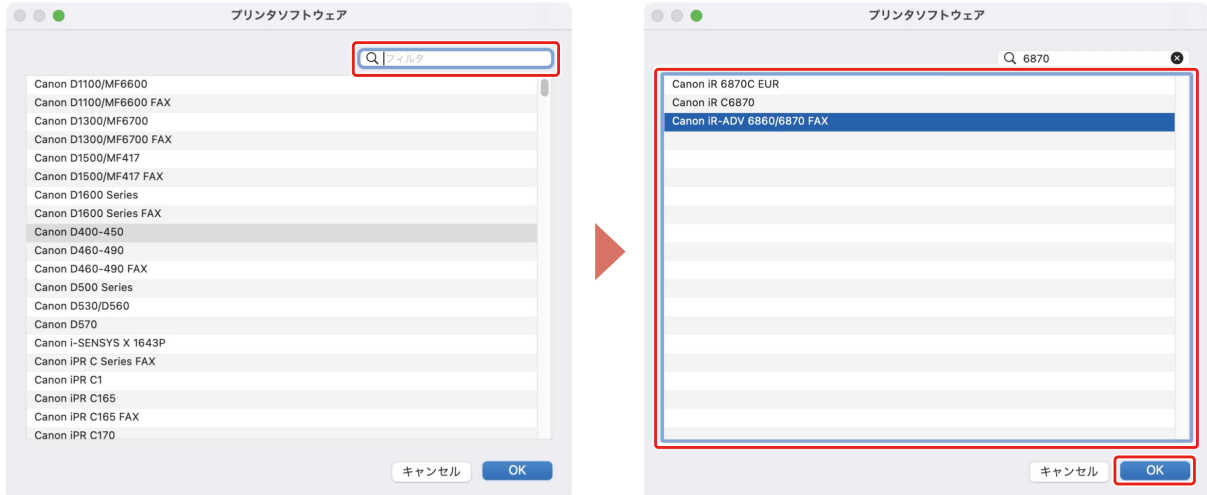 プリンタソフトウェア
フィルタ
Canon D1100/MF6600
Canon D1100/MF6600 FAX
Canon D1300/MF6700
Canon D1300/MF6700 FAX
Canon D1500/MF417
Canon D1500/MF417 FAX
Canon D1600 Series
Canon D1600 Series FAX
Canon D400-450
Canon D460-490
Canon D460-490 FAX
Canon D500 Series
Canon D530/D560
Canon D570
Canon i-SENSYS X 1643P
Canon iPR C Series FAX
Canon iPR C1
Canon iPR C165
Canon iPR C165 FAX
Canon iPR C170
キャンセル OK
プリンタソフトウェア
6870
Canon iR 6870C EUR
Canon iR C6870
Canon iR-ADV 6860/6870 FAX
キャンセル OK